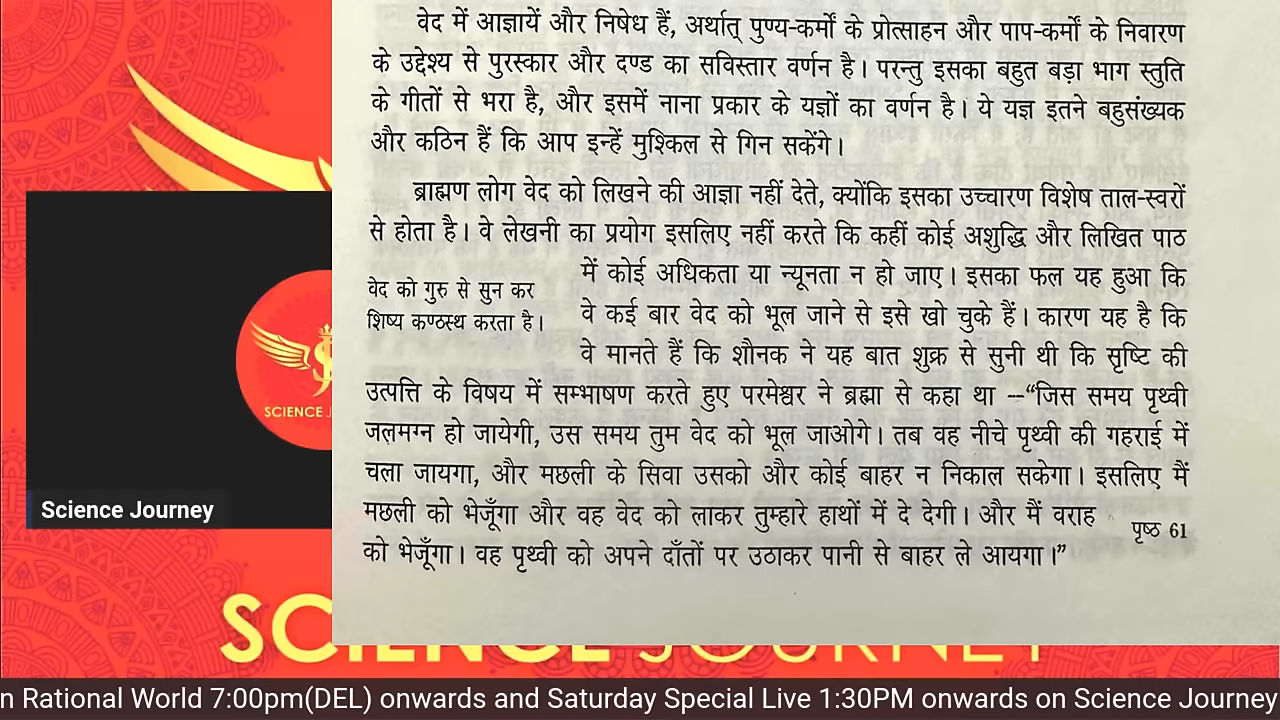 वेद में आज्ञायें और निषेध हैं, अर्थात् पुण्य-कर्मों के प्रोत्साहन और पाप-कर्मों के निवारण
के उद्देश्य से पुरस्कार और दण्ड का सविस्तार वर्णन है। परन्तु इसका बहुत बड़ा भाग स्तुति
के गीतों से भरा है, और इसमें नाना प्रकार के यज्ञों का वर्णन है। ये यज्ञ इतने बहुसंख्यक
और कठिन हैं कि आप इन्हें मुश्किल से गिन सकेंगे।
ब्राह्मण लोग वेद को लिखने की आज्ञा नहीं देते, क्योंकि इसका उच्चारण विशेष ताल-स्वरों
से होता है। वे लेखनी का प्रयोग इसलिए नहीं करते कि कहीं कोई अशुद्धि और लिखित पाठ
में कोई अधिकता या न्यूनता न हो जाए। इसका फल यह हुआ कि
वेद को गुरु से सुन कर
शिष्य कण्ठस्थ करता है।
वे कई बार वेद को भूल जाने से इसे खो चुके हैं। कारण यह है कि
वे मानते हैं कि शौनक ने यह बात शुक्र से सुनी थी कि सृष्टि की
उत्पत्ति के विषय में सम्भाषण करते हुए परमेश्वर ने ब्रह्मा से कहा था --“जिस समय पृथ्वी
जलमग्न हो जायेगी, उस समय तुम वेद को भूल जाओगे। तब वह नीचे पृथ्वी की गहराई में
चला जायगा, और मछली के सिवा उसको और कोई बाहर न निकाल सकेगा। इसलिए मैं
मछली को भेजूँगा और वह वेद को लाकर तुम्हारे हाथों में दे देगी। और मैं वराह
को भेजूँगा। वह पृथ्वी को अपने दाँतों पर उठाकर पानी से बाहर ले आयगा।”
पृष्ठ 61
SCIENCE J
Science Journey
SCIENCE JOURNEY
n Rational World 7:00pm(DEL) onwards and Saturday Special Live 1:30PM onwards on Science Journey